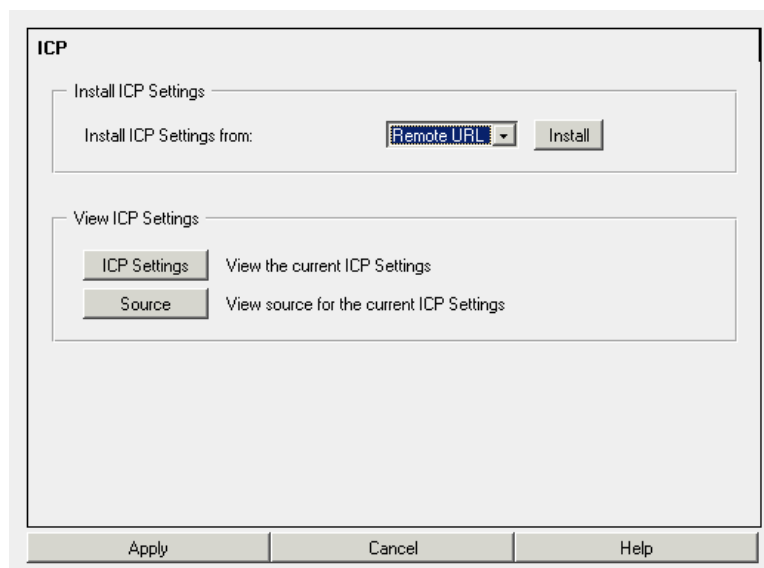 ICP
Install ICP Settings
Install ICP Settings from: Remote URL Install
View ICP Settings
ICP Settings View the current ICP Settings
Source View source for the current ICP Settings
Apply Cancel Help